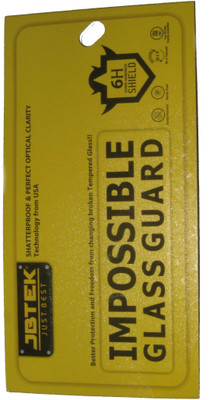 SHATTERPROOF & PERFECT OPTICAL CLARITY
Technology from USA
JBTEK
JUST BEST
6H
SHIELD
Better Protection and Freedom from changing broken Tempered Glass!!
IMPOSSIBLE
GLASS GUARD